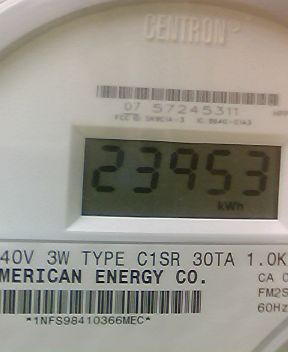 CENTRON
07 57245311
23953
kWh
40V 3W TYPE C1SR 30TA 1.0K
MERICAN ENERGY CO.
CA 0
FM2S
60Hz
*1NFS98410366MEC*